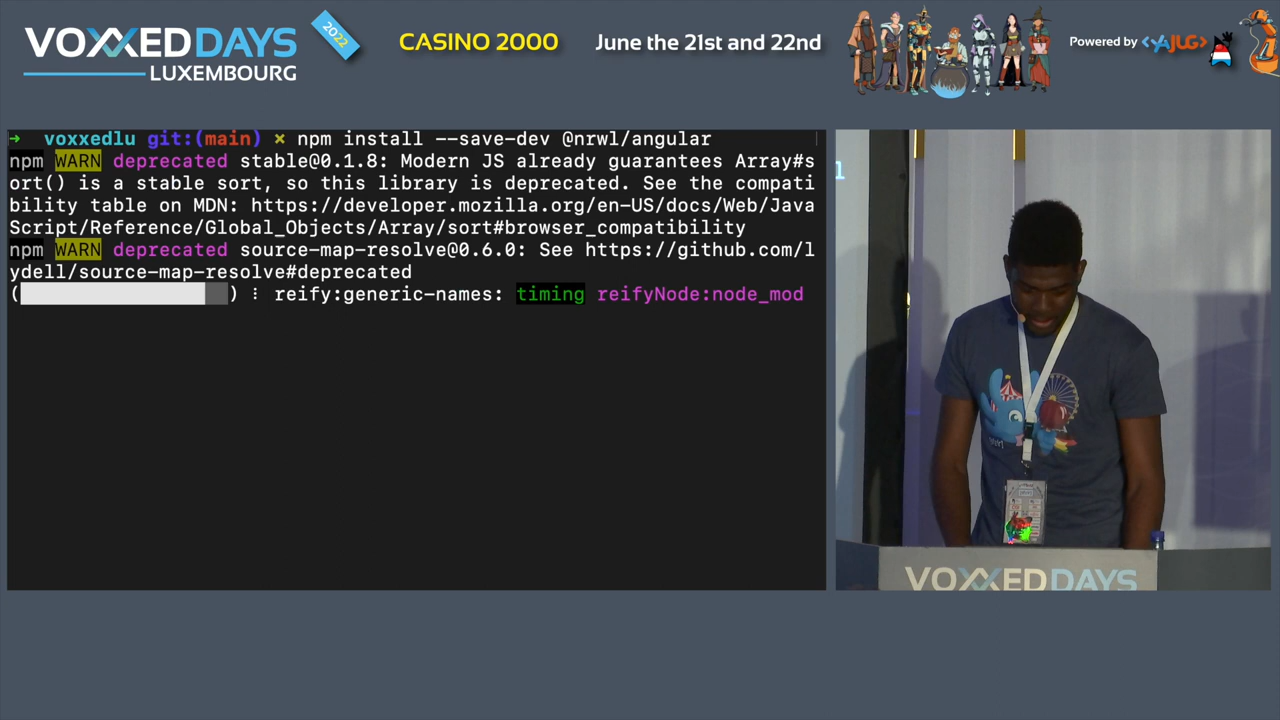 VOXXEDDAYS
2022
LUXEMBOURG
CASINO 2000
June the 21st and 22nd
Powered by <YAJUG>
➜ voxxedlu git:(main) ✗ npm install --save-dev @nrwl/angular
npm WARN deprecated stable@0.1.8: Modern JS already guarantees Array#s
ort() is a stable sort, so this library is deprecated. See the compati
bility table on MDN: https://developer.mozilla.org/en-US/docs/Web/Java
Script/Reference/Global_Objects/Array/sort#browser_compatibility
npm WARN deprecated source-map-resolve@0.6.0: See https://github.com/l
ydell/source-map-resolve#deprecated
( ) ⠇ reify:generic-names: timing reifyNode:node_mod
VOXXEDDAYS